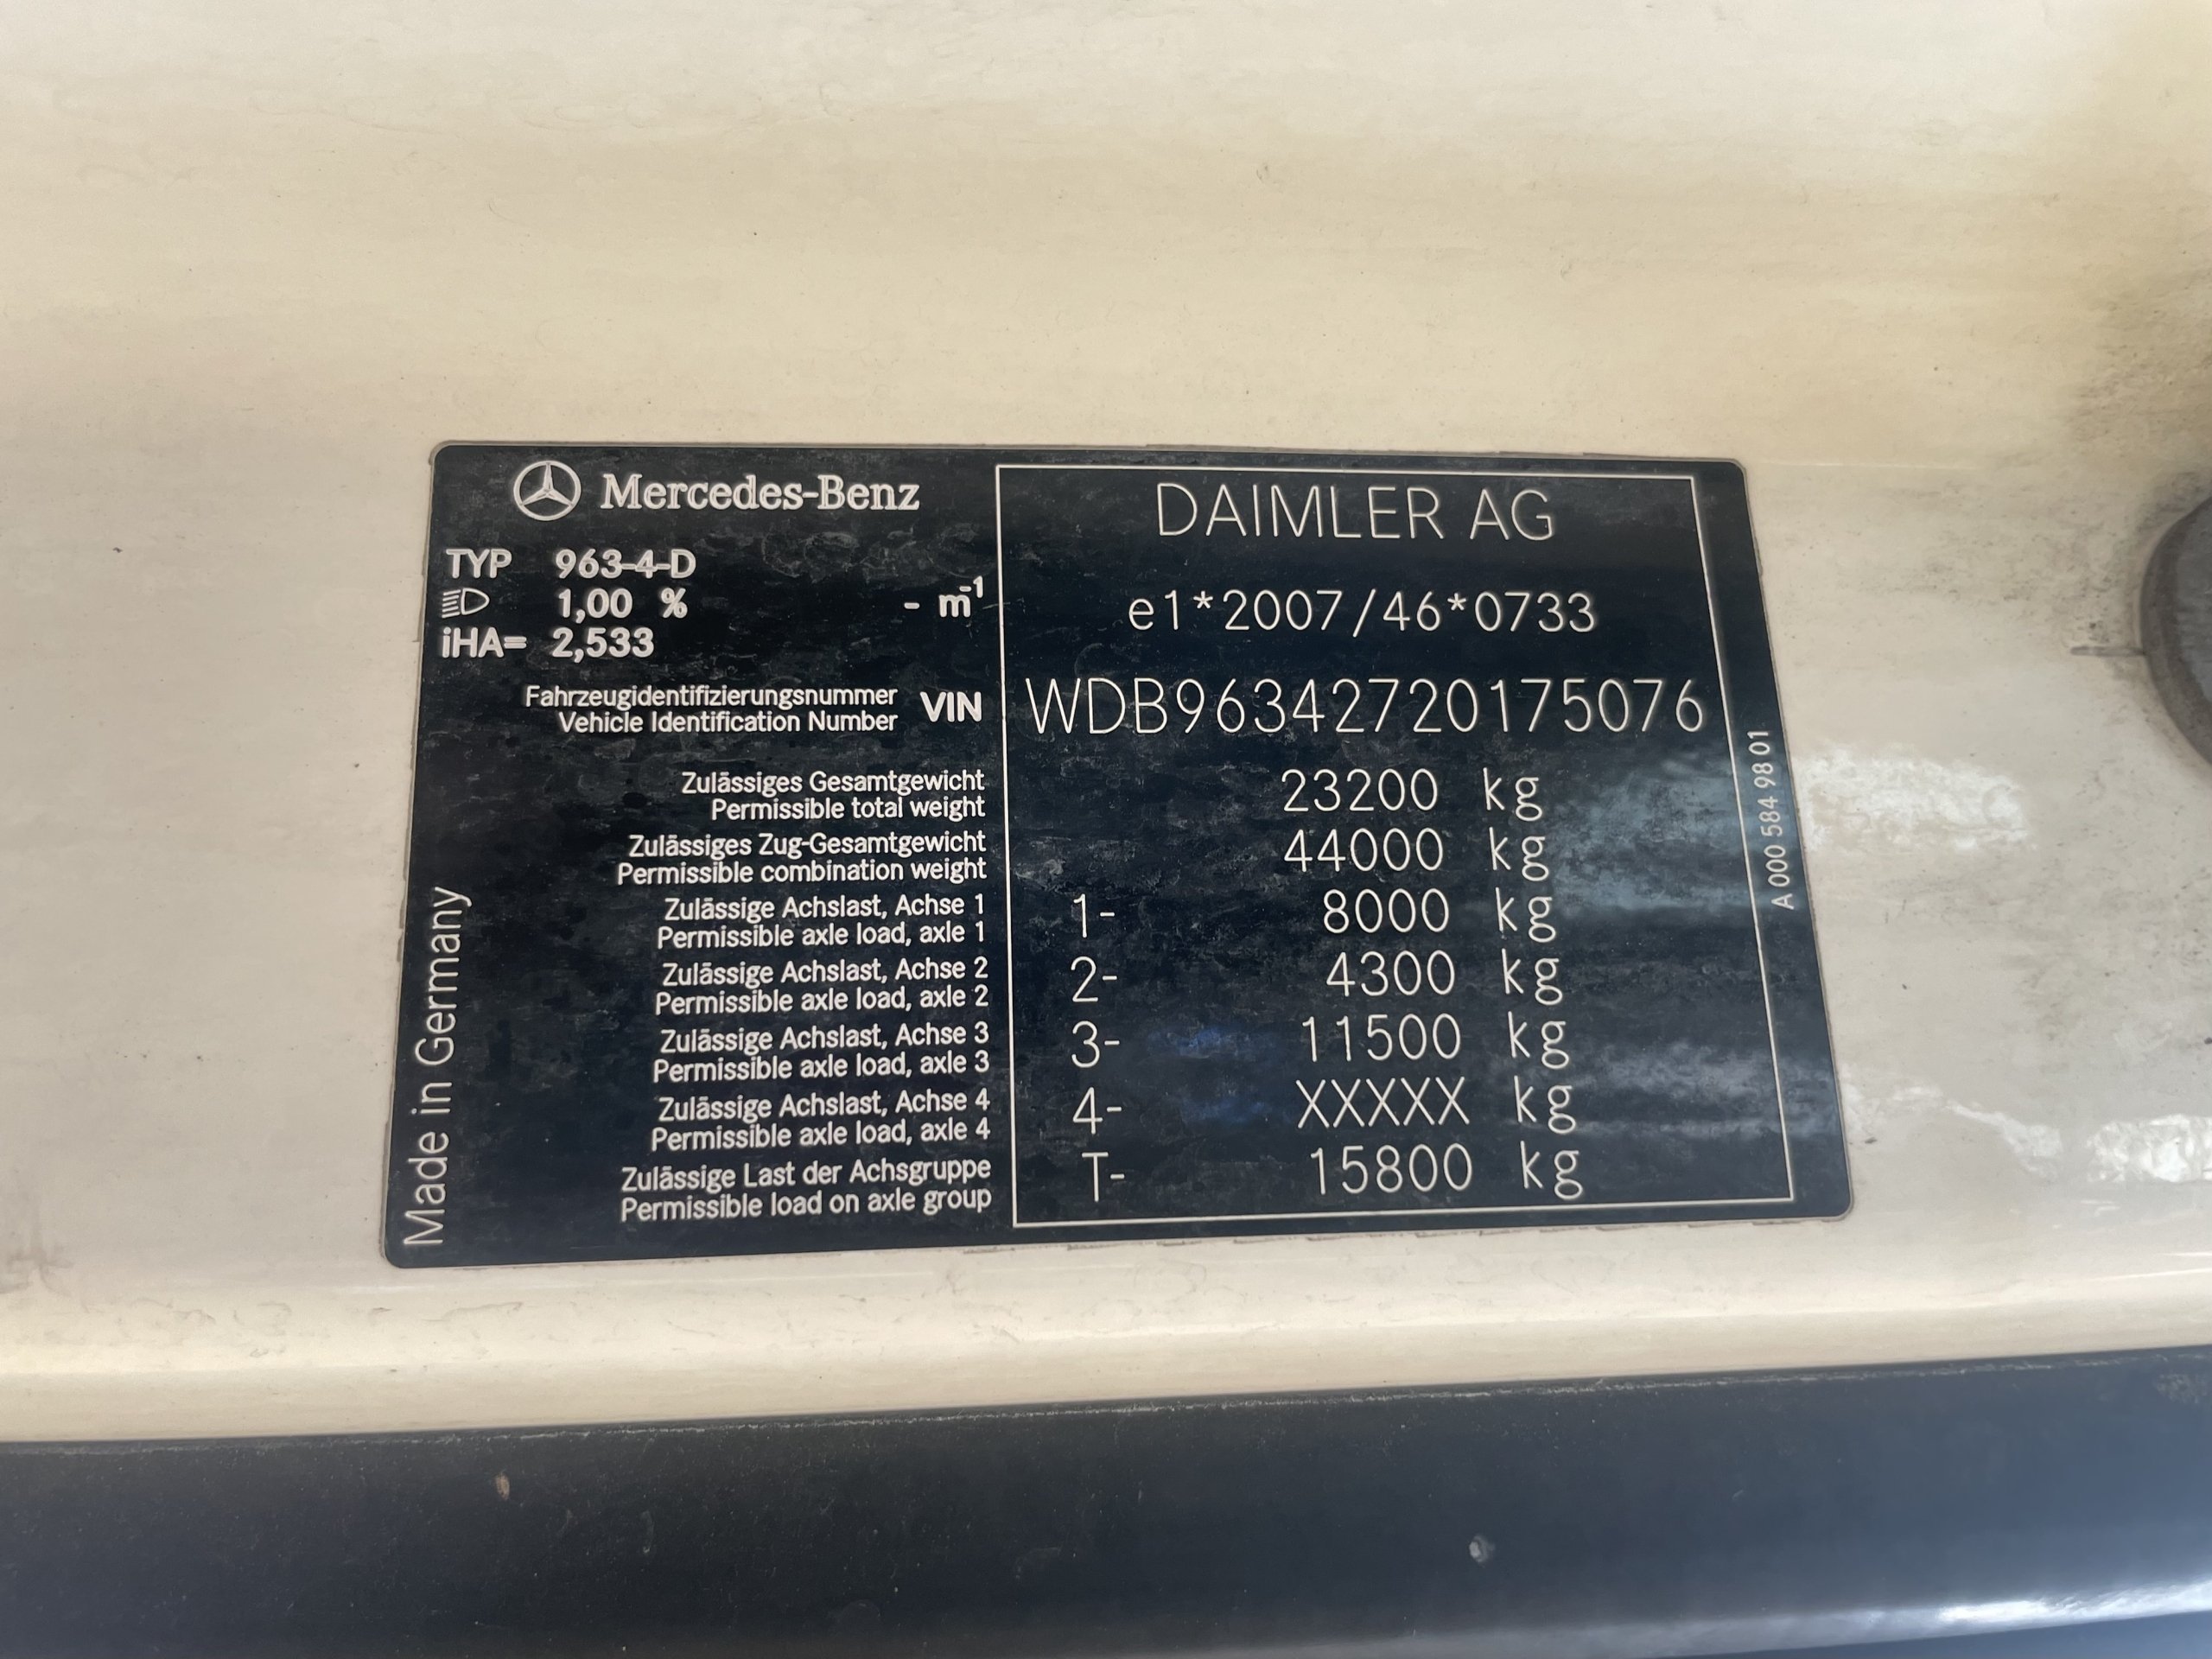 Mercedes-Benz
TYP 963-4-D
1,00 % - m-1
iHA= 2,533
DAIMLER AG
e1*2007/46*0733
Fahrzeugidentifizierungsnummer
Vehicle Identification Number
VIN WDB96342720175076
Zulässiges Gesamtgewicht
Permissible total weight
23200 kg
Zulässiges Zug-Gesamtgewicht
Permissible combination weight
44000 kg
Zulässige Achslast, Achse 1
Permissible axle load, axle 1
1- 8000 kg
Zulässige Achslast, Achse 2
Permissible axle load, axle 2
2- 4300 kg
Zulässige Achslast, Achse 3
Permissible axle load, axle 3
3- 11500 kg
Zulässige Achslast, Achse 4
Permissible axle load, axle 4
4- XXXXX kg
Zulässige Last der Achsgruppe
Permissible load on axle group
T- 15800 kg
Made in Germany
A 000 584 98 01